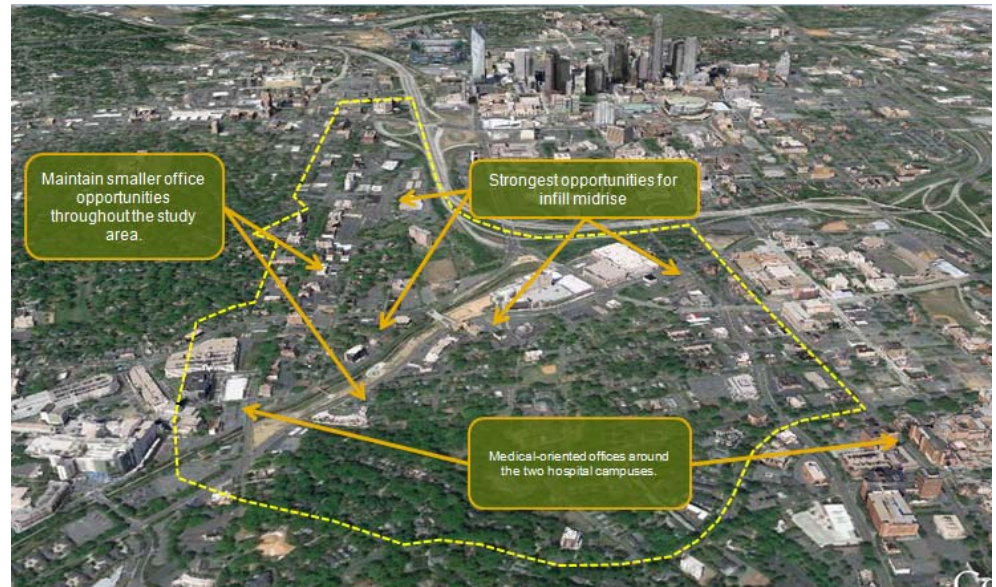 Maintain smaller office
opportunities
throughout the study
area.
Strongest opportunities for
infill midrise
Medical-oriented offices around
the two hospital campuses.